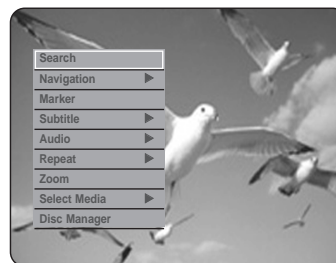 Search
Navigation
Marker
Subtitle
Audio
Repeat
Zoom
Select Media
Disc Manager